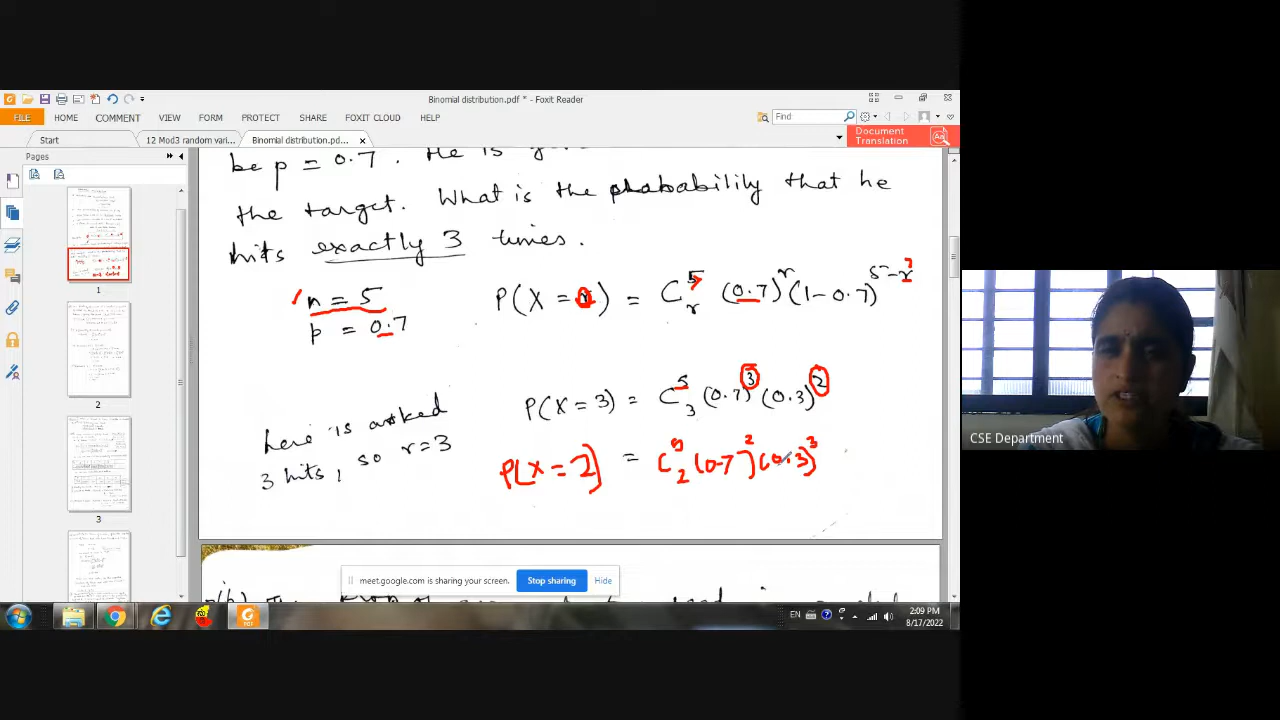 Binomial distribution.pdf * - Foxit Reader
FILE HOME COMMENT VIEW FORM PROTECT SHARE FOXIT CLOUD HELP
Find
Start
12 Mod3 random vari...
Binomial distribution.pd...
Document Translation
Pages
1
2
3
be p = 0.7. He is
the target. What is the probability that he
hits exactly 3 times.
n = 5
p = 0.7
P(X = r) = C 5 r (0.7)^r (1-0.7)^5-r
P(X = 3) = C 5 3 (0.7)^3 (0.3)^2
here is asked
3 hits, so r=3
P(X = 2) = C 5 2 (0.7)^2 (0.3)^3
meet.google.com is sharing your screen.
Stop sharing
Hide
EN
2:09 PM
8/17/2022
CSE Department